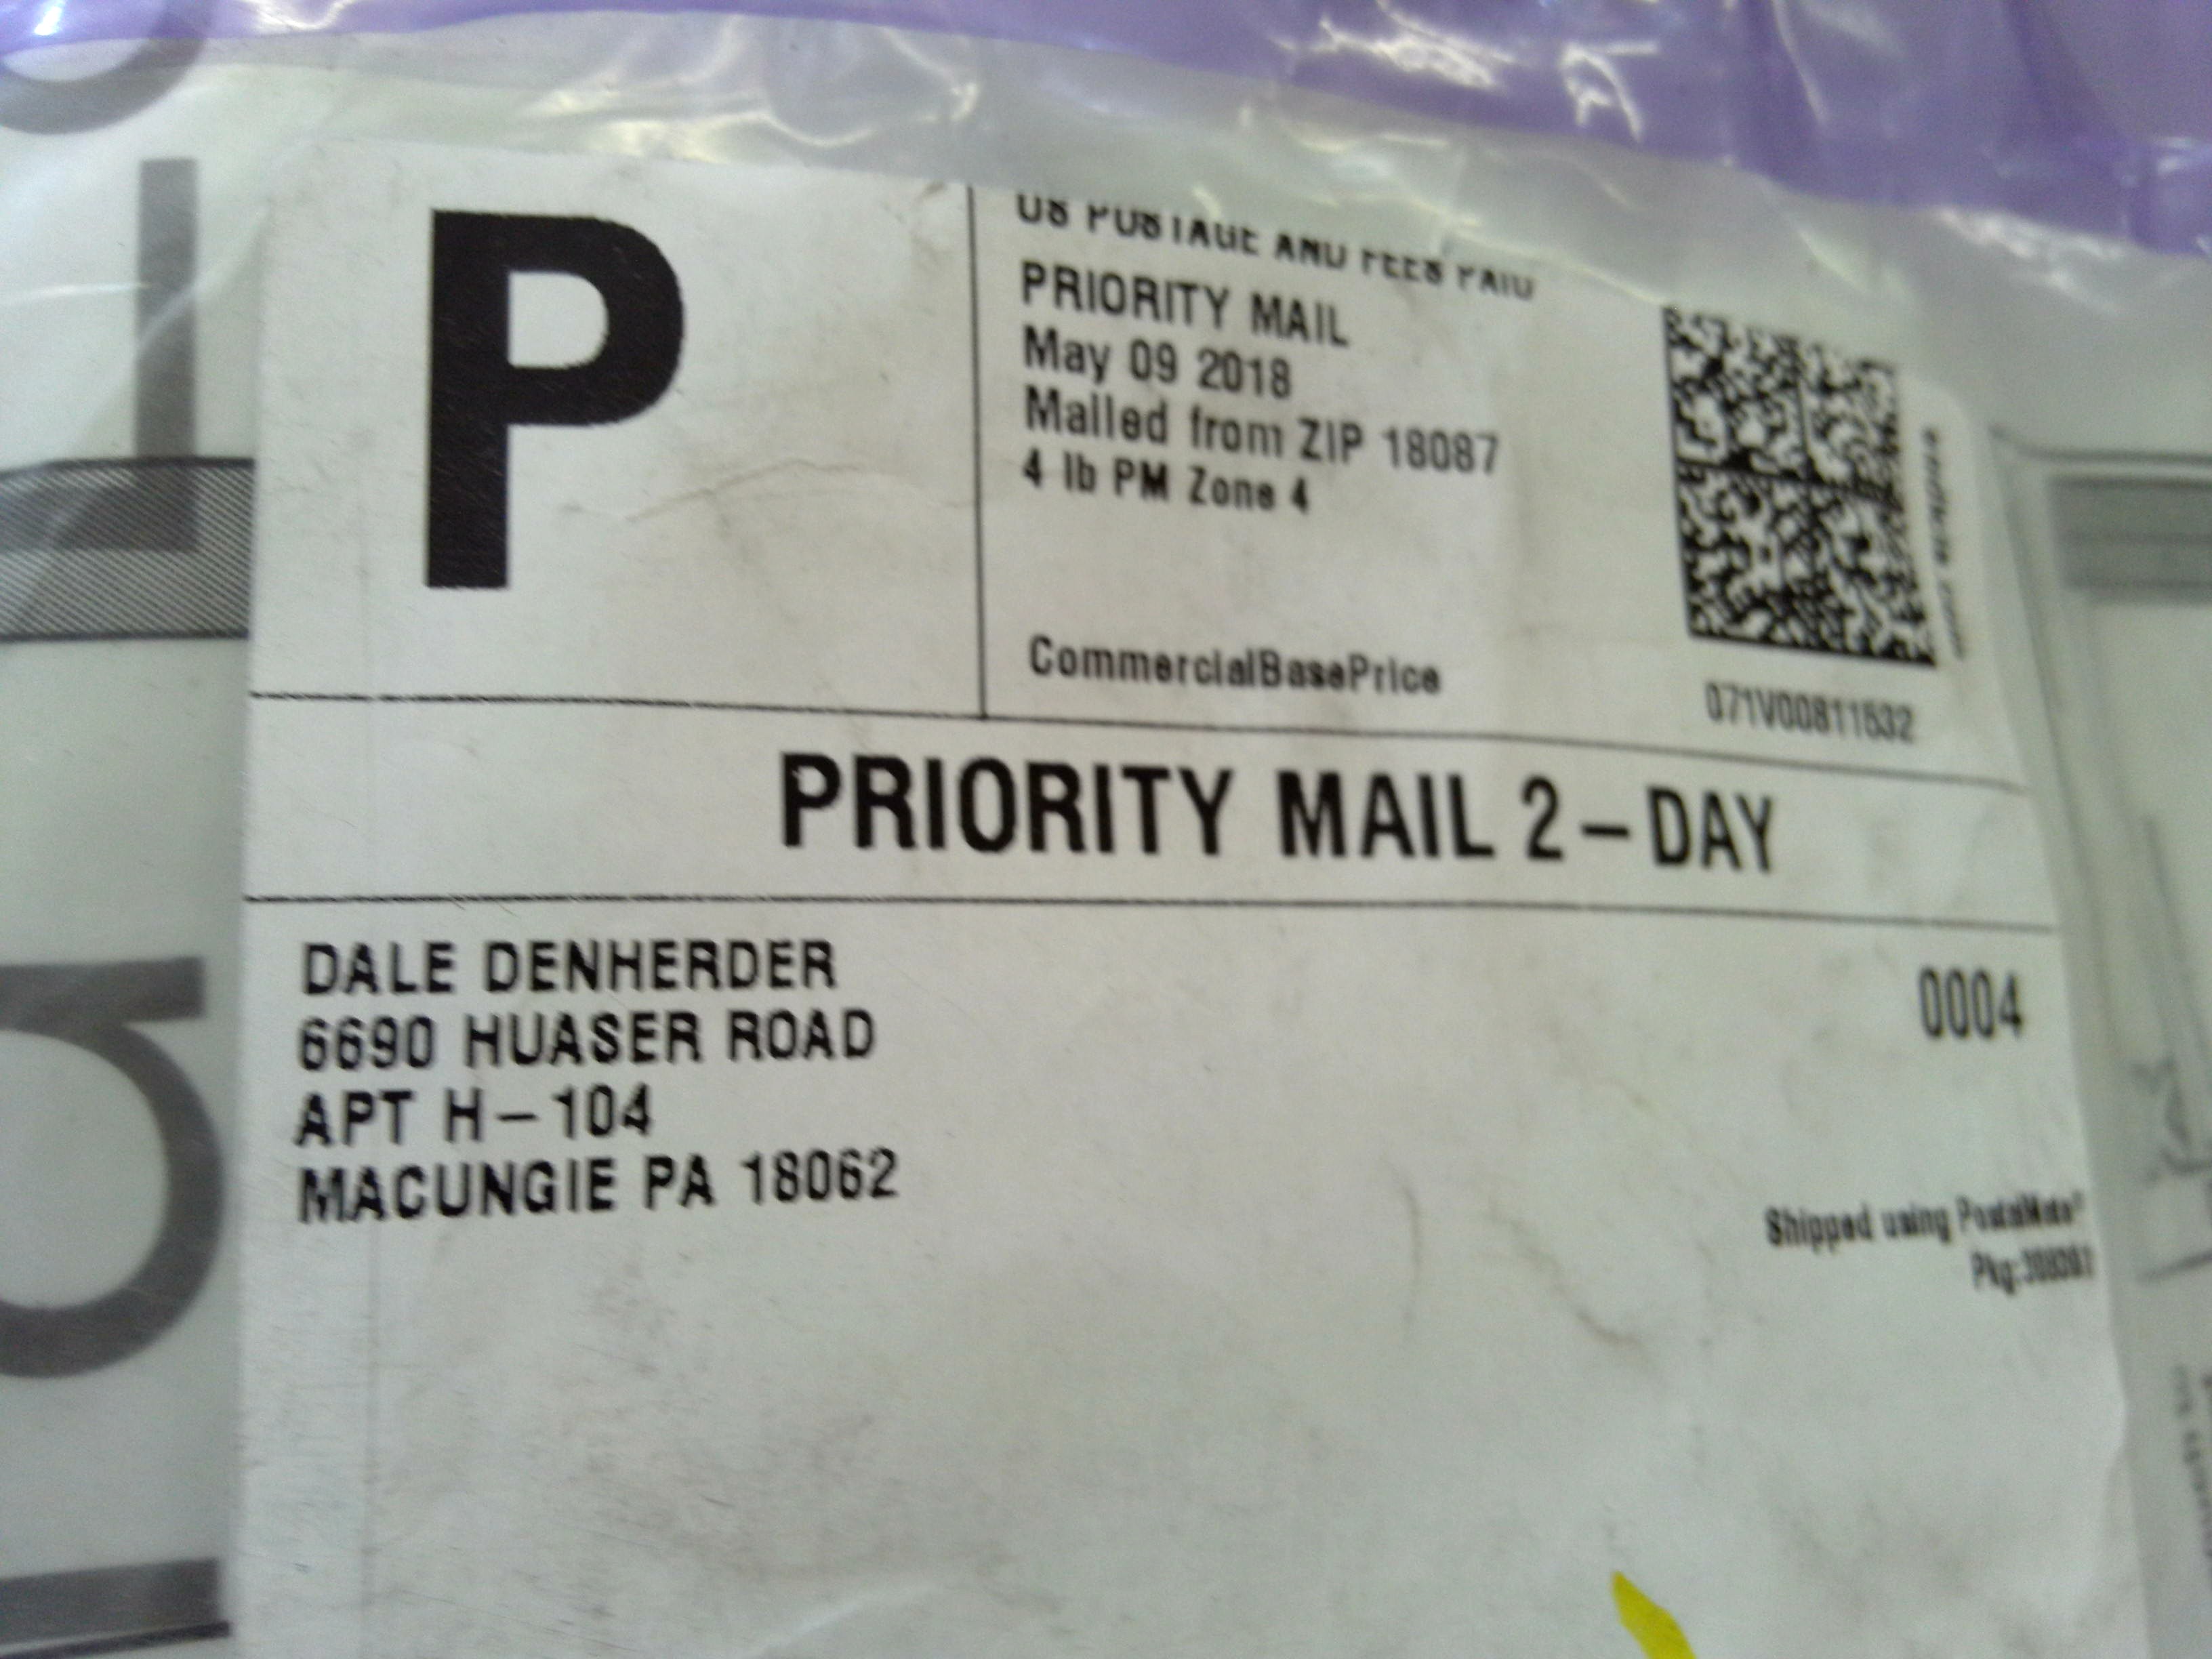 P
US POSTAGE AND FEES PAID
PRIORITY MAIL
May 09 2018
Mailed from ZIP 18087
4 lb PM Zone 4
CommercialBasePrice
071V00811532
PRIORITY MAIL 2-DAY
DALE DENHERDER
0004
6690 HUASER ROAD
APT H-104
MACUNGIE PA 18062
Shipped using PostalMate